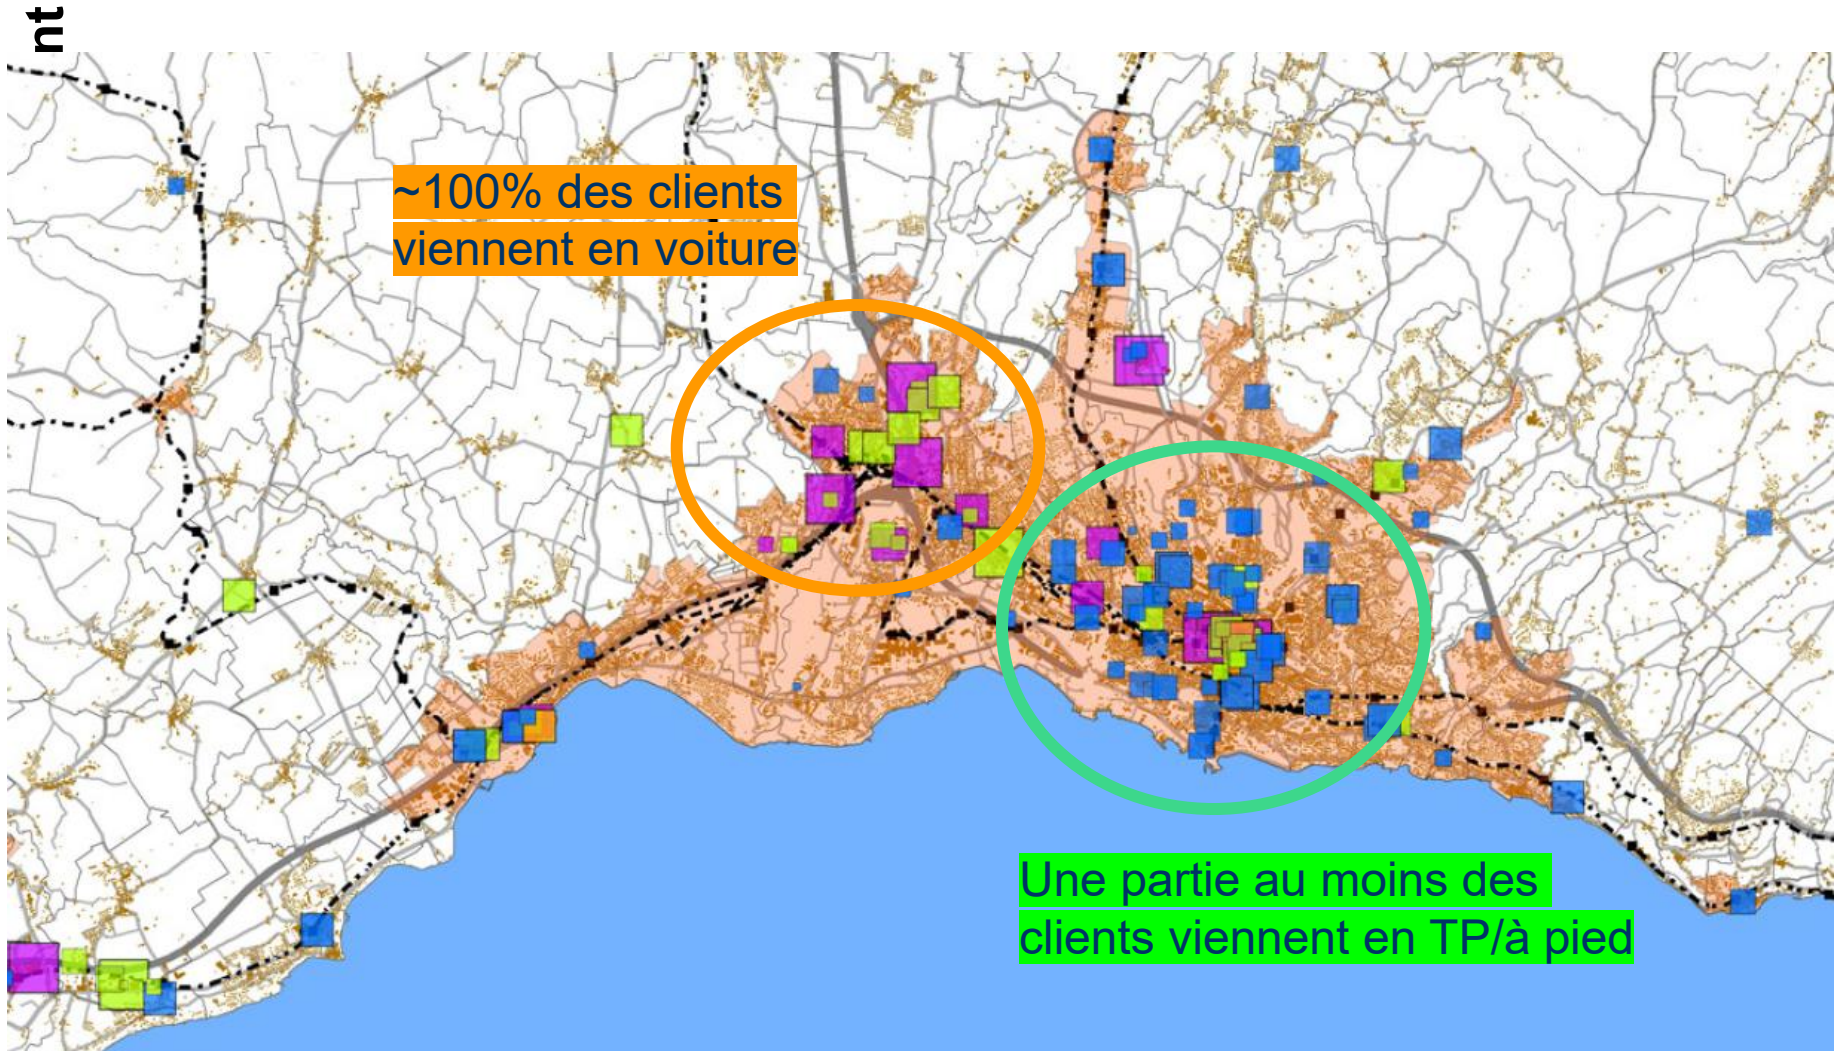 nt
~100% des clients
viennent en voiture
Une partie au moins des
clients viennent en TP/à pied